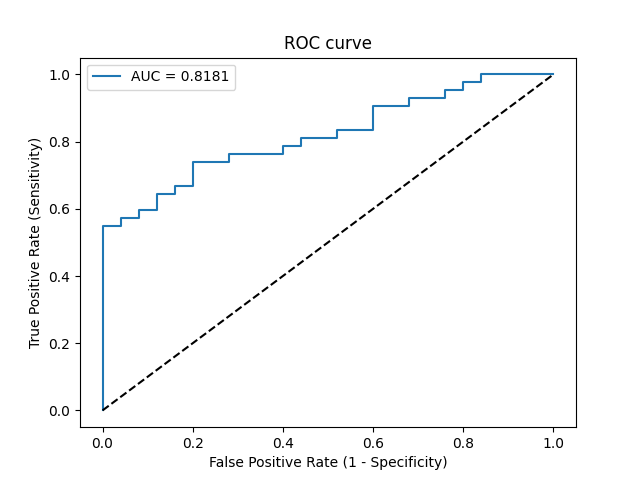 ROC curve
AUC = 0.8181
True Positive Rate (Sensitivity)
1.0
0.8
0.6
0.4
0.2
0.0
0.0 0.2 0.4 0.6 0.8 1.0
False Positive Rate (1 - Specificity)